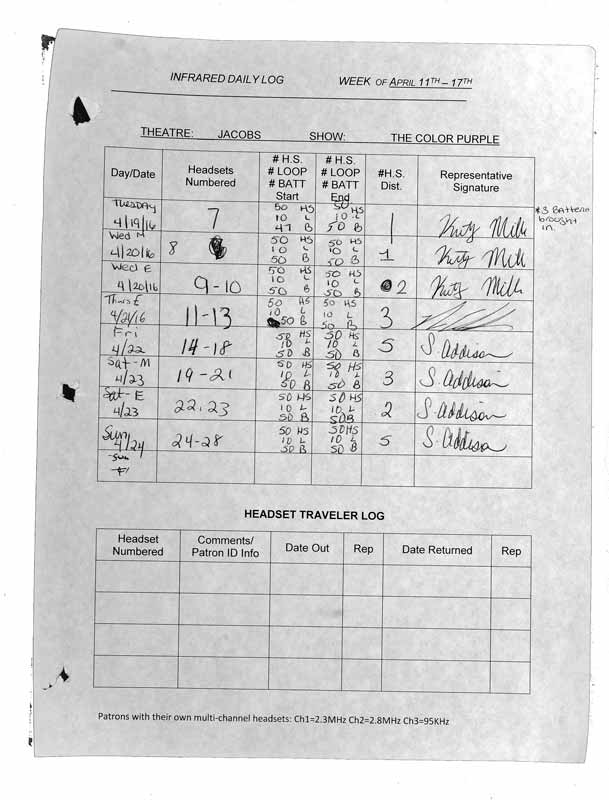 INFRARED DAILY LOG WEEK OF APRIL 11TH – 17TH
THEATRE: JACOBS SHOW: THE COLOR PURPLE
Day/Date Headsets Numbered # H.S. # LOOP # BATT Start # H.S. # LOOP # BATT End #H.S. Dist. Representative Signature
TUESDAY 4/19/16 7 50 HS 10 L 47 B 50 HS 10 L 50 B 1
*3 Batteries brought in.
Wed M 4/20/16 8 50 HS 10 L 50 B 50 HS 10 L 50 B 1
Wed E 4/20/16 9-10 50 HS 10 L 50 B 50 HS 10 L 50 B 2
Thurs E 4/21/16 11-13 50 HS 10 L 50 B 50 HS 10 L 50 B 3
Fri 4/22 14-18 50 HS 10 L 50 B 50 HS 10 L 50 B 5 S. Addison
Sat-M 4/23 19-21 50 HS 10 L 50 B 50 HS 10 L 50 B 3 S. Addison
Sat-E 4/23 22,23 50 HS 10 L 50 B 50 HS 10 L 50 B 2 S. Addison
Sun 4/24 24-28 50 HS 10 L 50 B 50 HS 10 L 50 B 5 S. Addison
Sun
HEADSET TRAVELER LOG
Headset Numbered Comments/ Patron ID Info Date Out Rep Date Returned Rep
Patrons with their own multi-channel headsets: Ch1=2.3MHz Ch2=2.8MHz Ch3=95KHz